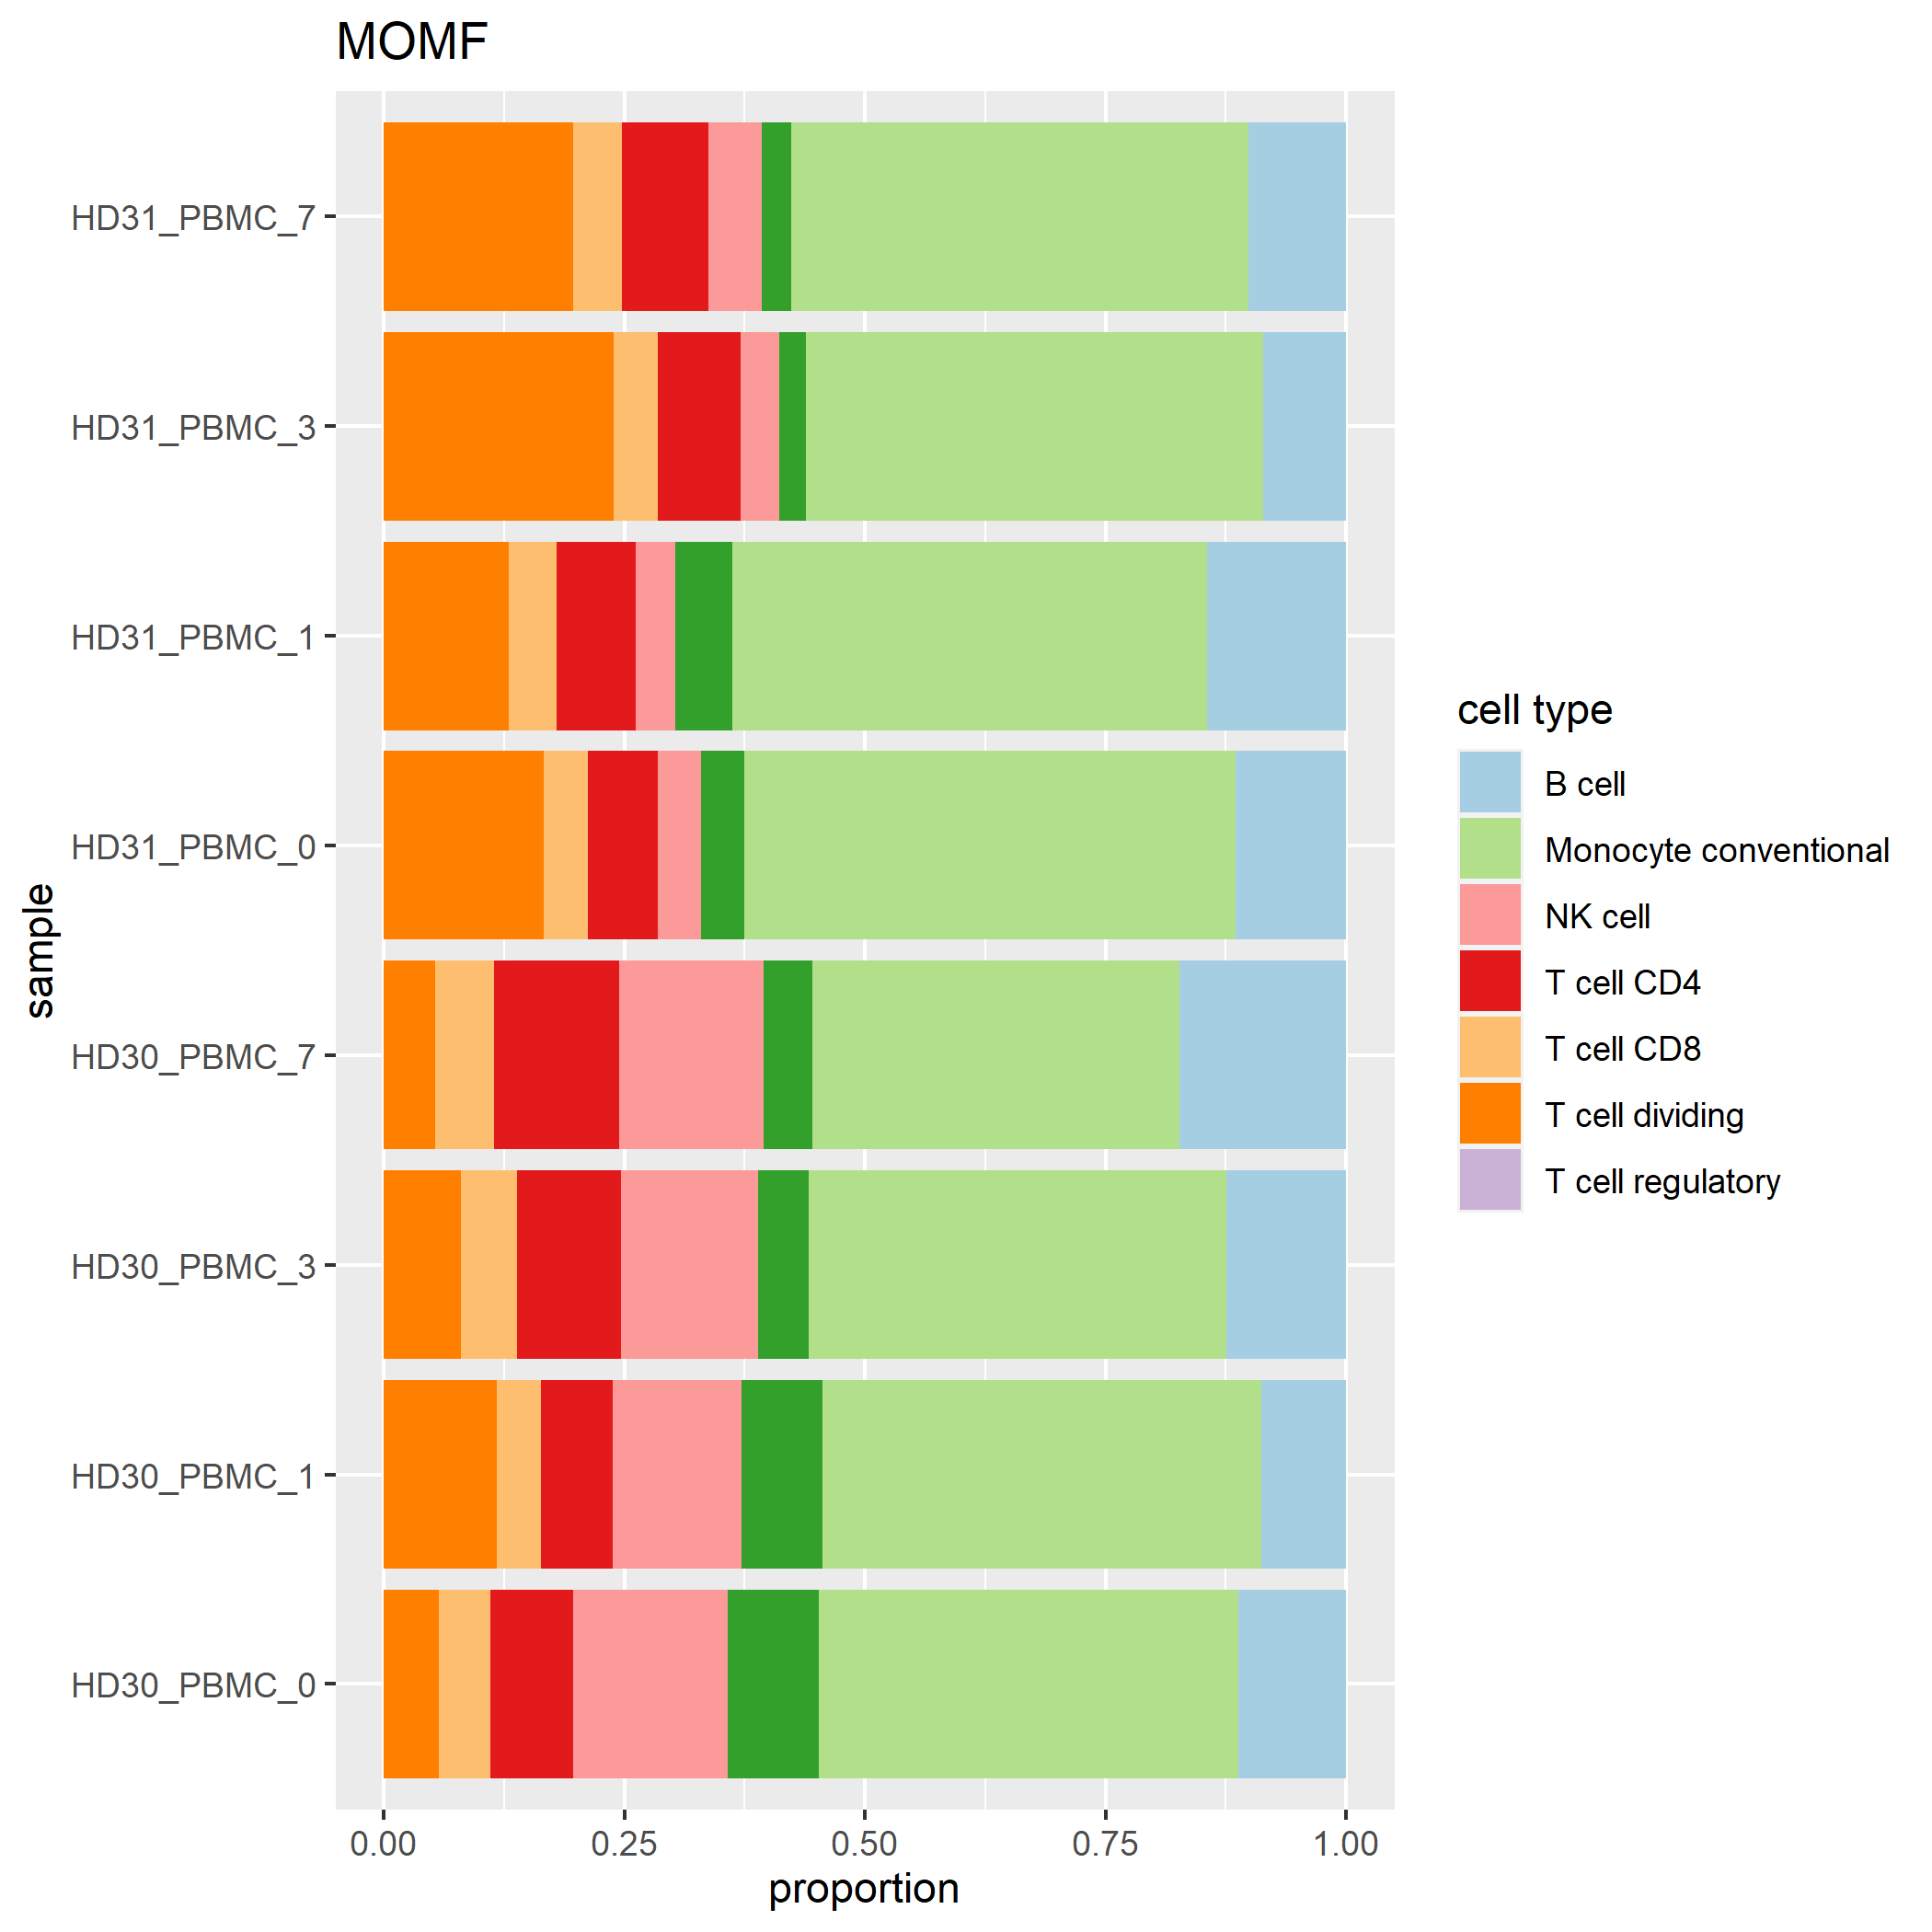 MOMF
HD31_PBMC_7
HD31_PBMC_3
HD31_PBMC_1
HD31_PBMC_0
HD30_PBMC_7
HD30_PBMC_3
HD30_PBMC_1
HD30_PBMC_0
sample
0.00 0.25 0.50 0.75 1.00
proportion
cell type
B cell
Monocyte conventional
NK cell
T cell CD4
T cell CD8
T cell dividing
T cell regulatory